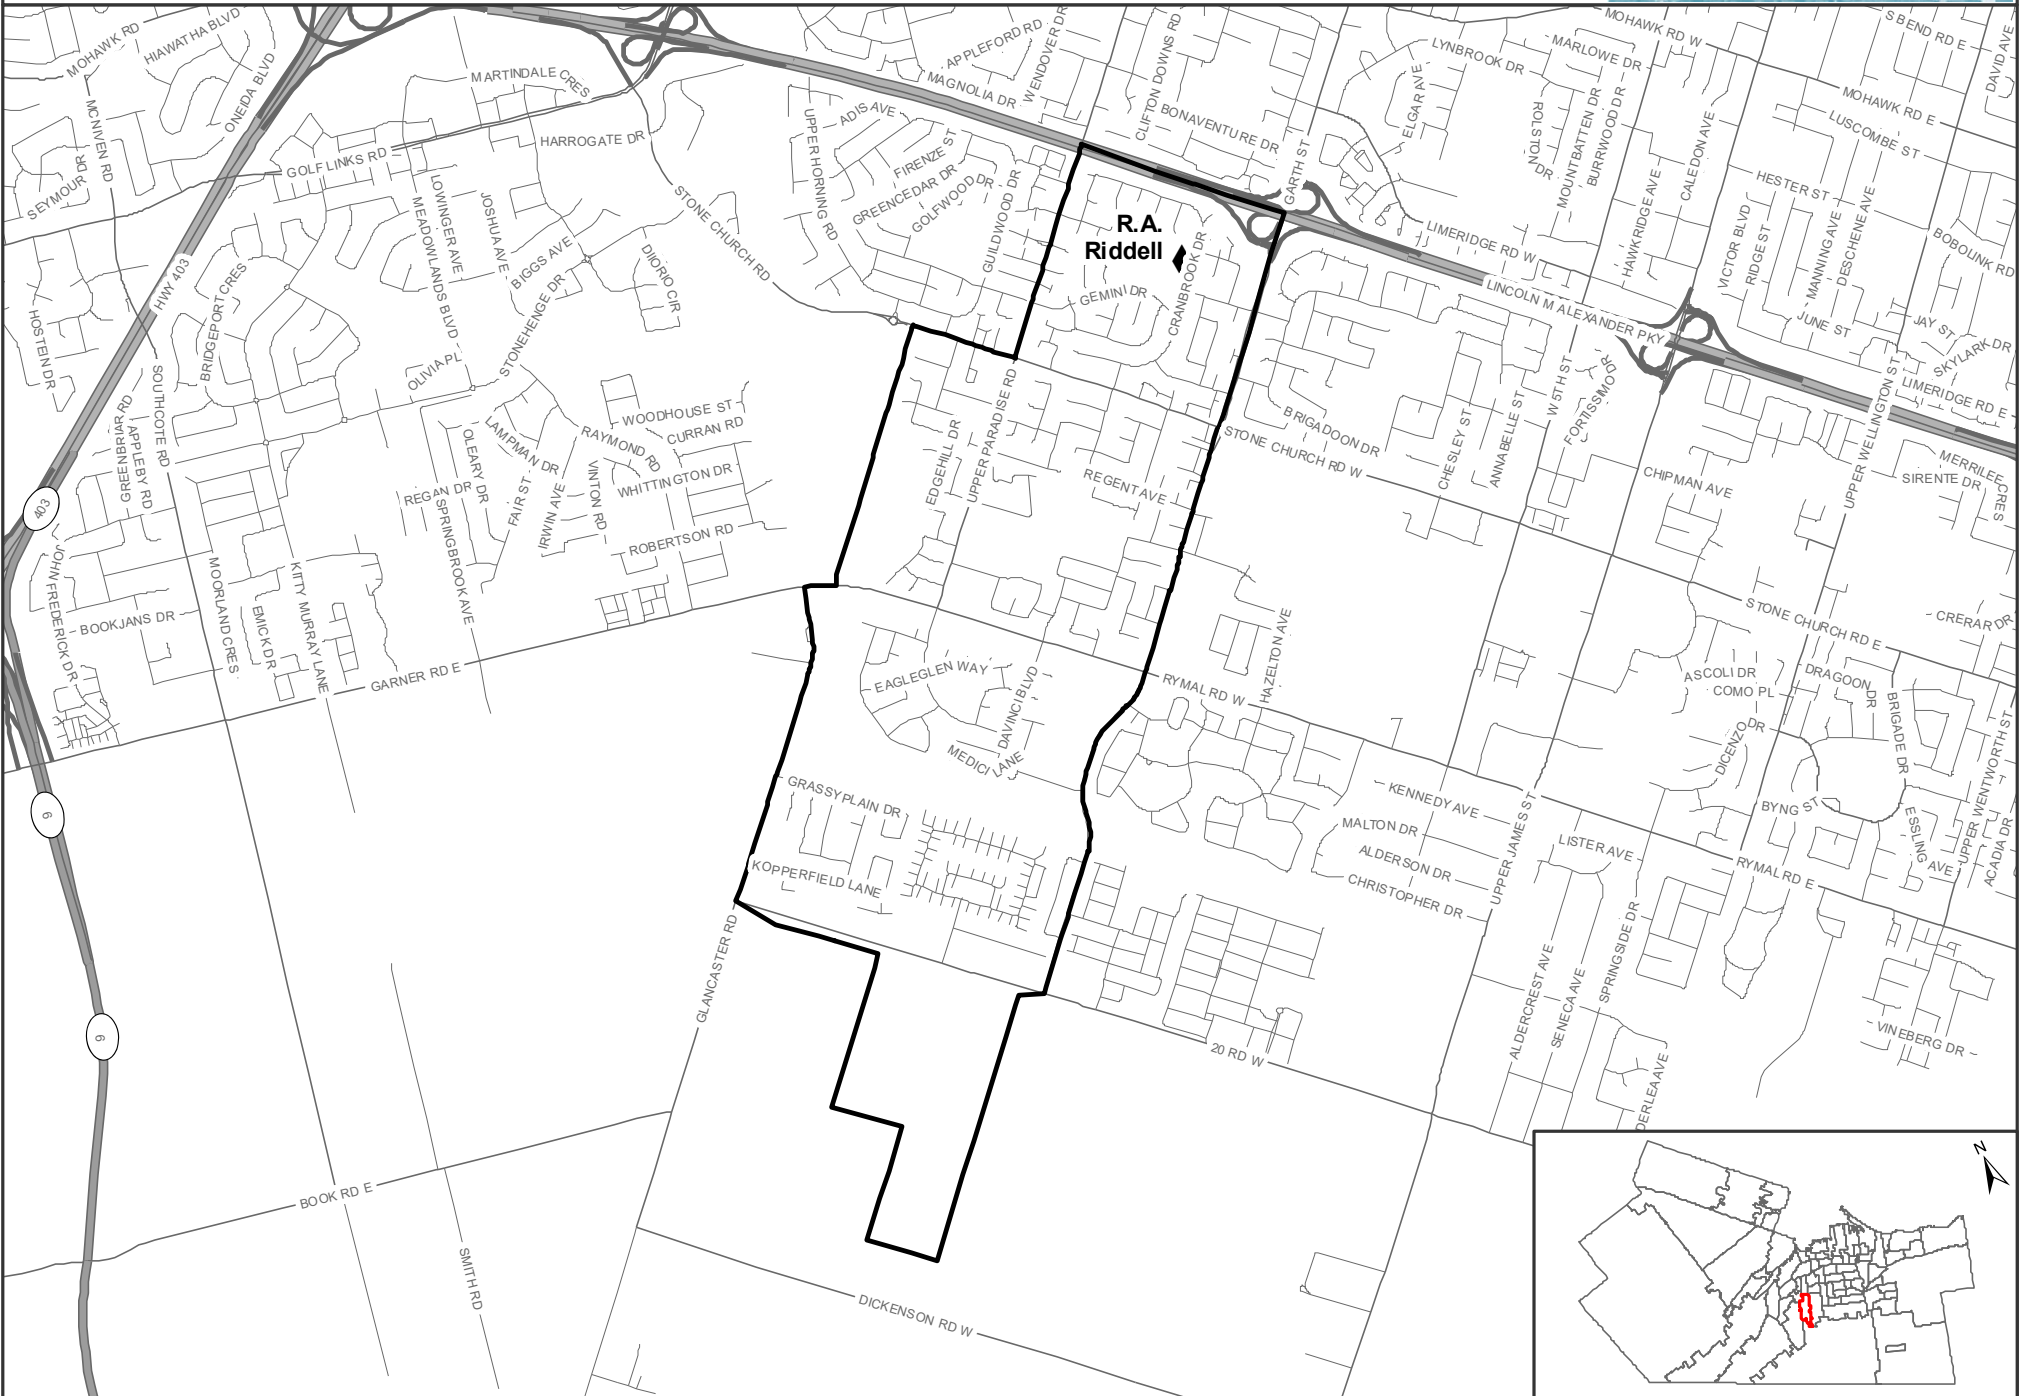 MOHAWK RD
HIAWATHA BLVD
ONEIDA BLVD
MCNIVEN RD
SEYMOUR DR
GOLF LINKS RD
MARTINDALE CRES
HARROGATE DR
LOWINGER AVE
MEADOWLANDS BLVD
JOSHUA AVE
BIGGS AVE
STONEHENGE DR
DIIORIO CIR
STONE CHURCH RD
HWY 403
BRIDGEPORT CRES
HOSTEIN DR
SOUTHCOTE RD
GREENBRIAR RD
APPLEBY RD
OLIVIA PL
UPPER HORNING RD
ADIS AVE
FIRENZE ST
GREENCEDAR DR
GOLFWOOD DR
GUILDWOOD DR
APPLEFORD RD
MAGNOLIA DR
WENDOVER DR
CLIFTON DOWNS RD
BONAVENTURE DR
GARTH ST
R.A.
Riddell
GEMINI DR
CRANBROOK DR
MOHAWK RD W
LYNBROOK DR
MARLOWE DR
ELGAR AVE
ROLSTON DR
MOUNTBATTEN DR
BURRWOOD DR
CALEDON AVE
HAWKRIDGE AVE
LIMERIDGE RD W
LINCOLN M ALEXANDER PKY
S BEND RD E
DAVID AVE
MOHAWK RD E
LUSCOMBE ST
HESTER ST
VICTOR BLVD
RIDGE ST
MANNING AVE
DESCHENE AVE
BOBOLINK RD
JUNE ST
JAY ST
SKYLARK DR
LIMERIDGE RD E
UPPER WELLINGTON ST
MERRILEE CRES
SIRENTE DR
CHIPMAN AVE
W 5TH ST
FORTISSIMO DR
ANNABELLE ST
CHESLEY ST
BRIGADOON DR
STONE CHURCH RD W
REGENT AVE
UPPER PARADISE RD
EDGEHILL DR
WOODHOUSE ST
CURRAN RD
RAYMOND RD
WHITTINGTON DR
LAMPMAN DR
OLEARY DR
REGAN DR
SPRINGBROOK AVE
FAIR ST
IRWIN AVE
VINTON RD
ROBERTSON RD
403
JOHN FREDERICK DR
BOOKJANS DR
MOORLAND CRES
EMICK DR
KITTY MURRAY LANE
GARNER RD E
EAGLEGLEN WAY
DAVINCI BLVD
MEDICI LANE
RYMAL RD W
HAZELTON AVE
STONE CHURCH RD E
CRERAR DR
ASCOLI DR
COMO PL
DRAGOON DR
BRIGADE DR
DICENZO DR
UPPER WENTWORTH ST
BYNG ST
ESSLING AVE
ACADIA DR
RYMAL RD E
KENNEDY AVE
MALTON DR
ALDERSON DR
CHRISTOPHER DR
UPPER JAMES ST
LISTER AVE
GRASSYPLAIN DR
KOPPERFIELD LANE
GLANCASTER RD
6
6
20 RD W
ALDERCREST AVE
SENECA AVE
SPRINGSIDE DR
VINEBERG DR
DERLEA AVE
BOOK RD E
SMITH RD
DICKENSON RD W
N